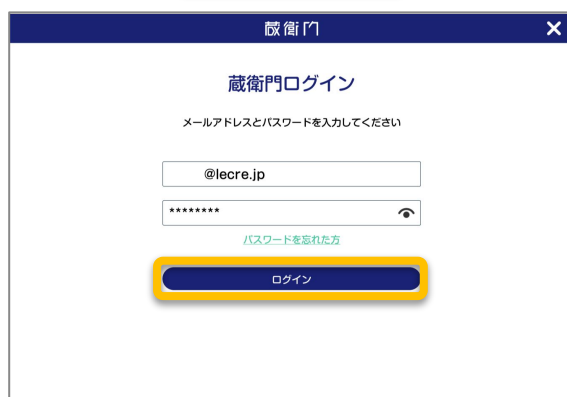 蔵衛門
蔵衛門ログイン
メールアドレスとパスワードを入力してください
@lecre.jp
********
パスワードを忘れた方
ログイン